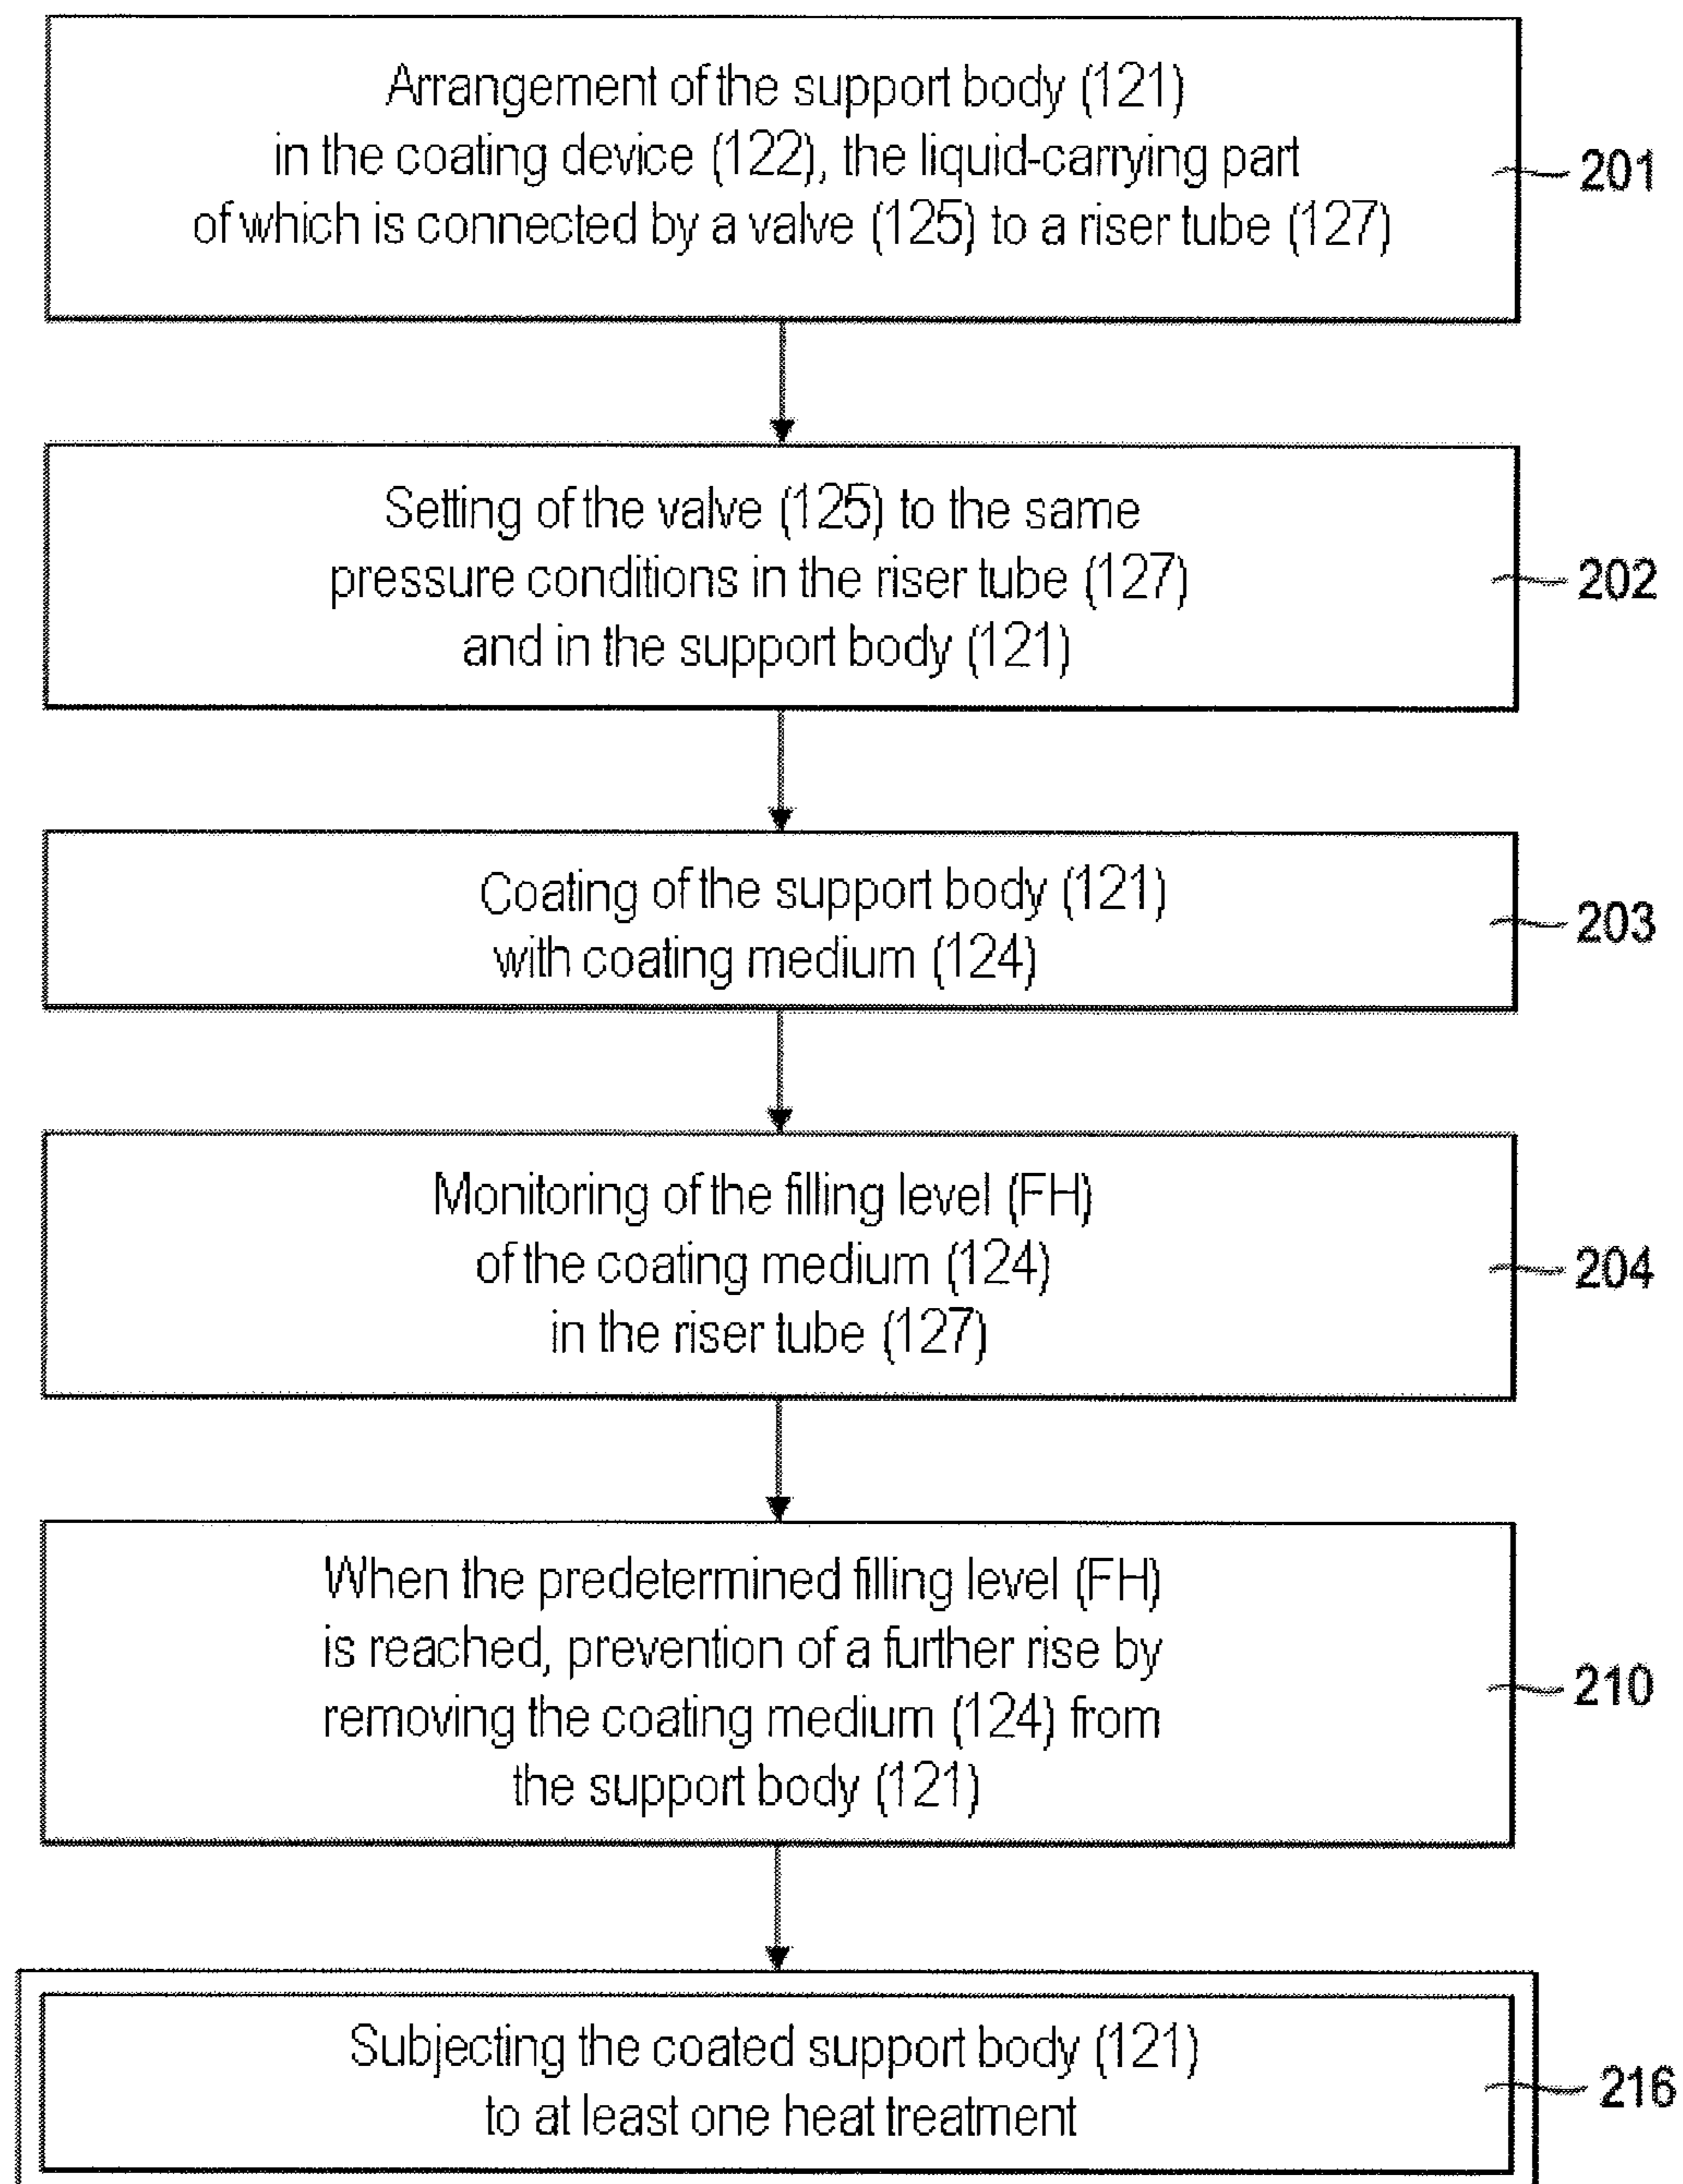 Arrangement of the support body (121)
in the coating device (122), the liquid-carrying part
of which is connected by a valve (125) to a riser tube (127)
201
Setting of the valve (125) to the same
pressure conditions in the riser tube (127)
and in the support body (121)
202
Coating of the support body (121)
with coating medium (124)
203
Monitoring of the filling level (FH)
of the coating medium (124)
in the riser tube (127)
204
When the predetermined filling level (FH)
is reached, prevention of a further rise by
removing the coating medium (124) from
the support body (121)
210
Subjecting the coated support body (121)
to at least one heat treatment
216